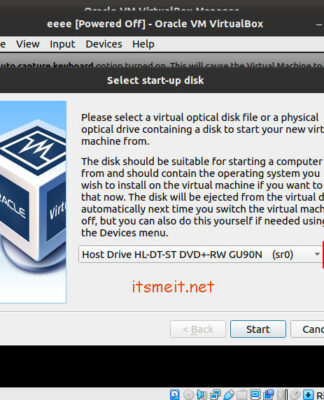 Oracle VM VirtualBox Manager
eeee [Powered Off] - Oracle VM VirtualBox
e View Input Devices Help
auto capture keyboard option turned on. This will cause the Virtual Machine to
Select start-up disk
Please select a virtual optical disk file or a physical
optical drive containing a disk to start your new virt
machine from.
The disk should be suitable for starting a computer
from and should contain the operating system you
wish to install on the virtual machine if you want to
that now. The disk will be ejected from the virtual d
automatically next time you switch the virtual mach
off, but you can also do this yourself if needed using
the Devices menu.
ORACLE
Virtu
Host Drive HL-DT-ST DVD+-RW GU90N (sr0)
itsmeit.net
< Back
Start
Canc
R